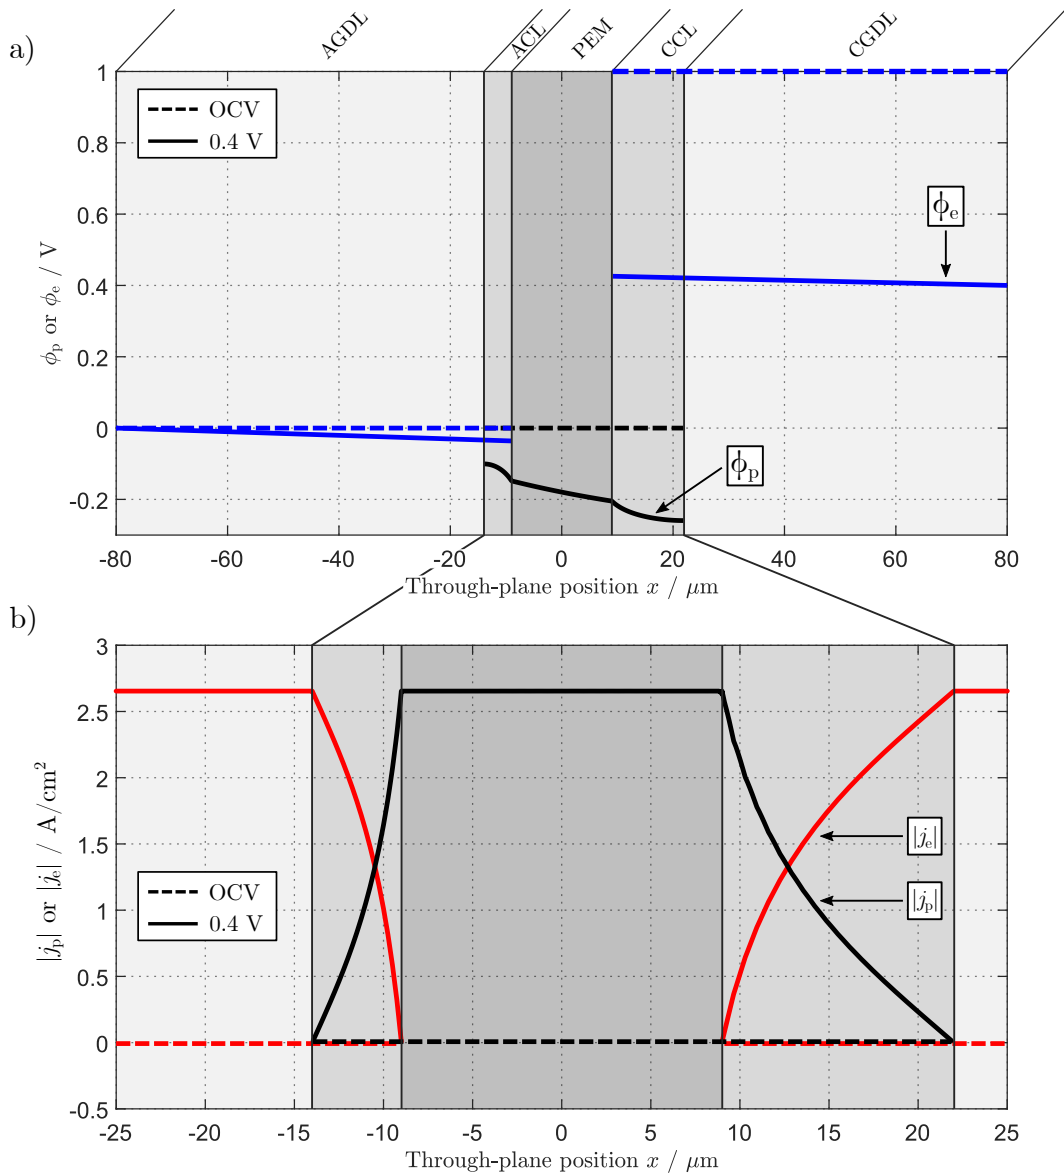 a)
AGDL
ACL
PEM
CCL
CGDL
1
0.8
0.6
0.4
0.2
0
-0.2
ϕp or ϕe / V
OCV
0.4 V
ϕe
ϕp
-80 -60 -40 -20 0 20 40 60 80
Through-plane position x / μm
b)
3
2.5
2
1.5
1
0.5
0
-0.5
|jp| or |je| / A/cm²
OCV
0.4 V
|je|
|jp|
-25 -20 -15 -10 -5 0 5 10 15 20 25
Through-plane position x / μm